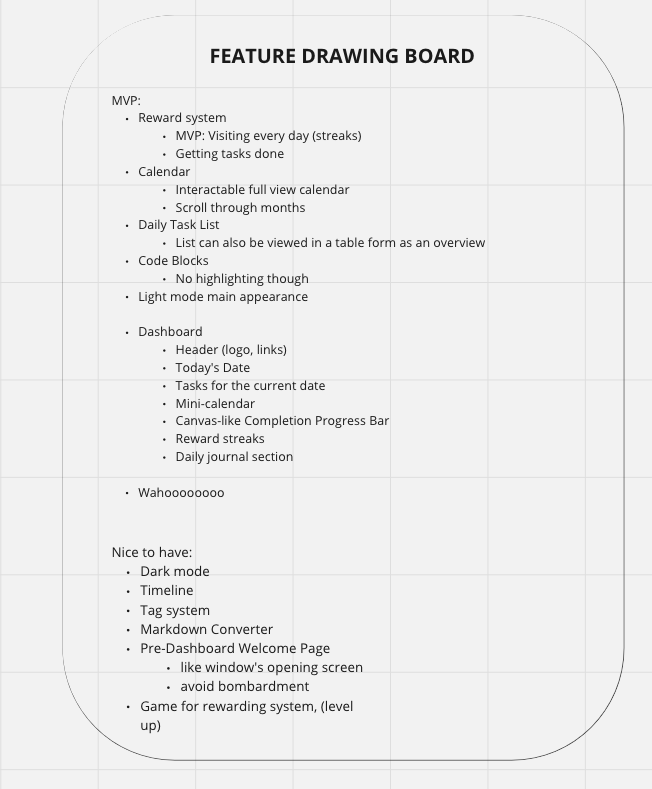 FEATURE DRAWING BOARD
MVP:
• Reward system
• MVP: Visiting every day (streaks)
• Getting tasks done
• Calendar
• Interactable full view calendar
• Scroll through months
• Daily Task List
• List can also be viewed in a table form as an overview
• Code Blocks
• No highlighting though
• Light mode main appearance
• Dashboard
• Header (logo, links)
• Today's Date
• Tasks for the current date
• Mini-calendar
• Canvas-like Completion Progress Bar
• Reward streaks
• Daily journal section
• Wahoooooooo
Nice to have:
• Dark mode
• Timeline
• Tag system
• Markdown Converter
• Pre-Dashboard Welcome Page
• like window's opening screen
• avoid bombardment
• Game for rewarding system, (level
up)